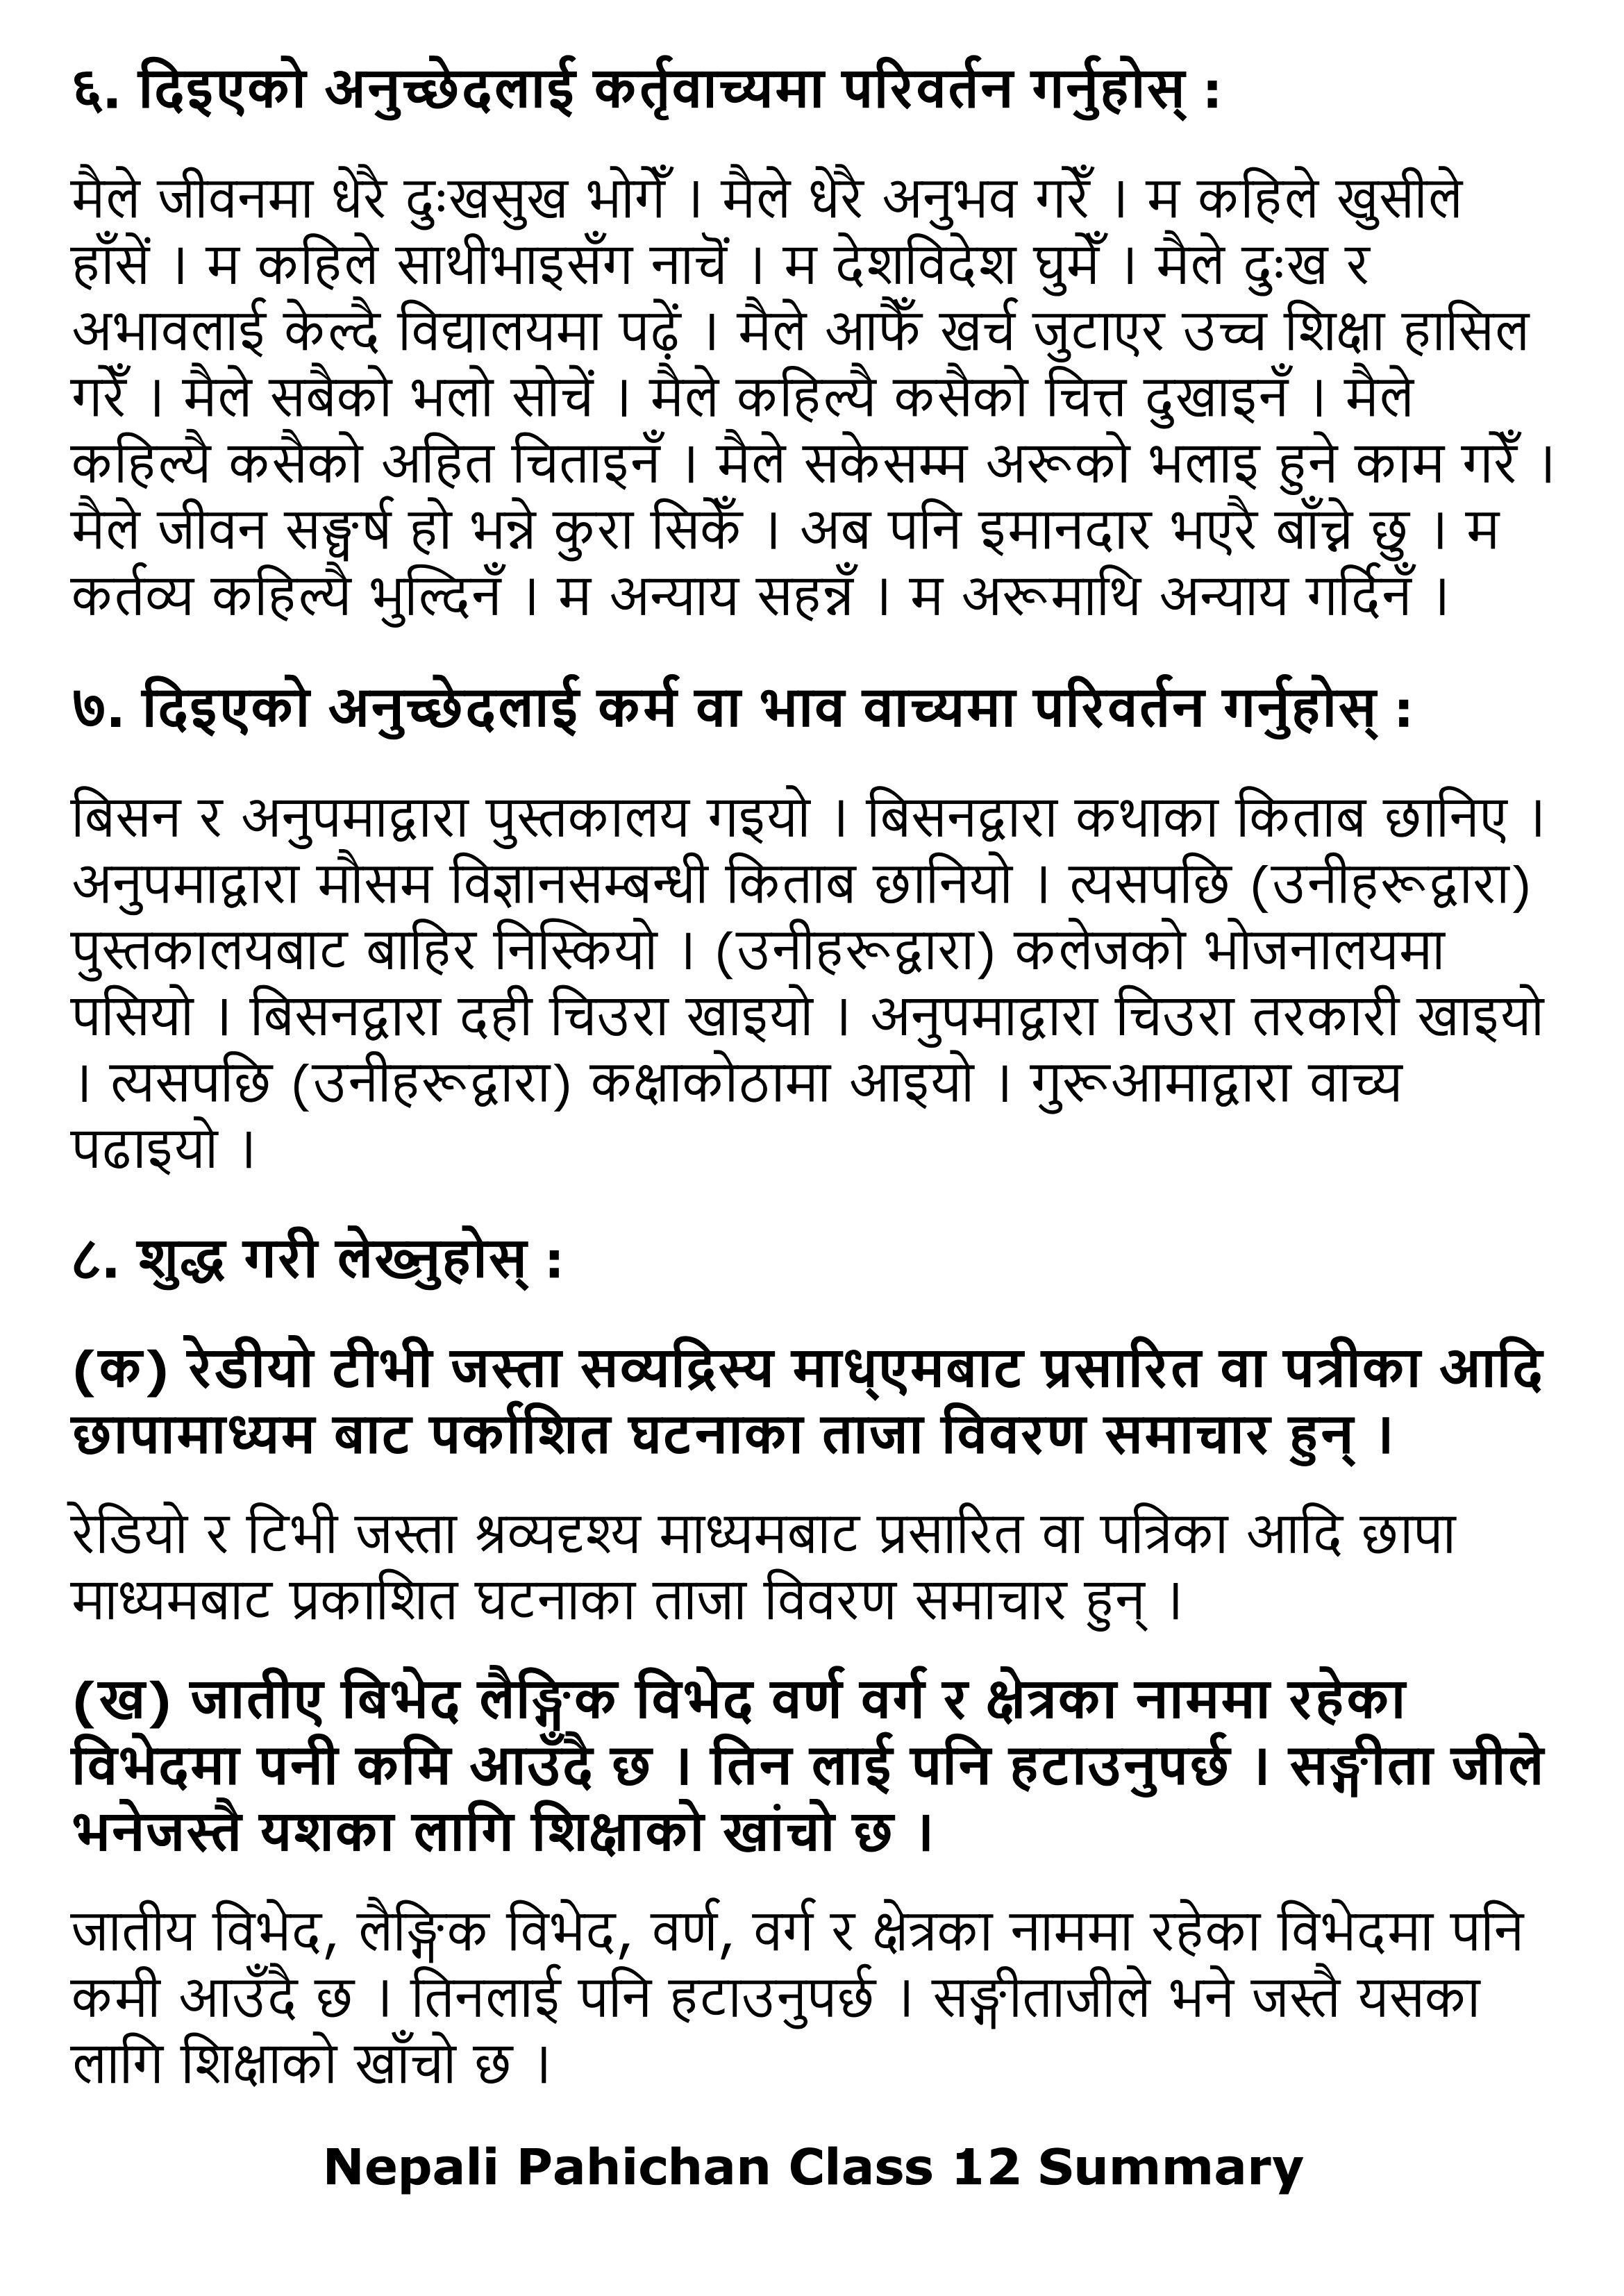 ६. दिइएको अनुच्छेदलाई कर्तृवाच्यमा परिवर्तन गर्नुहोस् :
मैले जीवनमा धेरै दुःखसुख भोगेँ । मैले धेरै अनुभव गरेँ । म कहिले खुसीले
हाँसें । म कहिले साथीभाइसँग नाचें । म देशविदेश घुमेँ । मैले दुःख र
अभावलाई केल्दै विद्यालयमा पढ़ें । मैले आफैँ खर्च जुटाएर उच्च शिक्षा हासिल
गरेँ । मैले सबैको भलो सोचें । मैले कहिल्यै कसैको चित्त दुखाइनँ । मैले
कहिल्यै कसैको अहित चिताइनँ । मैले सकेसम्म अरूको भलाइ हुने काम गरेँ ।
मैले जीवन सङ्घर्ष हो भन्ने कुरा सिकेँ । अब पनि इमानदार भएरै बाँच्ने छु । म
कर्तव्य कहिल्यै भुल्दिनँ । म अन्याय सहन्नँ । म अरूमाथि अन्याय गर्दिनँ ।
७. दिइएको अनुच्छेदलाई कर्म वा भाव वाच्यमा परिवर्तन गर्नुहोस् :
बिसन र अनुपमाद्वारा पुस्तकालय गइयो । बिसनद्वारा कथाका किताब छानिए ।
अनुपमाद्वारा मौसम विज्ञानसम्बन्धी किताब छानियो । त्यसपछि (उनीहरूद्वारा)
पुस्तकालयबाट बाहिर निस्कियो । (उनीहरूद्वारा) कलेजको भोजनालयमा
पसियो । बिसनद्वारा दही चिउरा खाइयो । अनुपमाद्वारा चिउरा तरकारी खाइयो
। त्यसपछि (उनीहरूद्वारा) कक्षाकोठामा आइयो । गुरूआमाद्वारा वाच्य
पढाइयो ।
८. शुद्ध गरी लेख्नुहोस् :
(क) रेडीयो टीभी जस्ता सव्यद्रिस्य माध्एमबाट प्रसारित वा पत्रीका आदि
छापामाध्यम बाट पर्काशित घटनाका ताजा विवरण समाचार हुन् ।
रेडियो र टिभी जस्ता श्रव्यदृश्य माध्यमबाट प्रसारित वा पत्रिका आदि छापा
माध्यमबाट प्रकाशित घटनाका ताजा विवरण समाचार हुन् ।
(ख) जातीए बिभेद लैङ्गिक विभेद वर्ण वर्ग र क्षेत्रका नाममा रहेका
विभेदमा पनी कमि आउँदै छ । तिन लाई पनि हटाउनुपर्छ । सङ्गीता जीले
भनेजस्तै यशका लागि शिक्षाको खांचो छ ।
जातीय विभेद, लैङ्गिक विभेद, वर्ण, वर्ग र क्षेत्रका नाममा रहेका विभेदमा पनि
कमी आउँदै छ । तिनलाई पनि हटाउनुपर्छ । सङ्गीताजीले भने जस्तै यसका
लागि शिक्षाको खाँचो छ ।
Nepali Pahichan Class 12 Summary